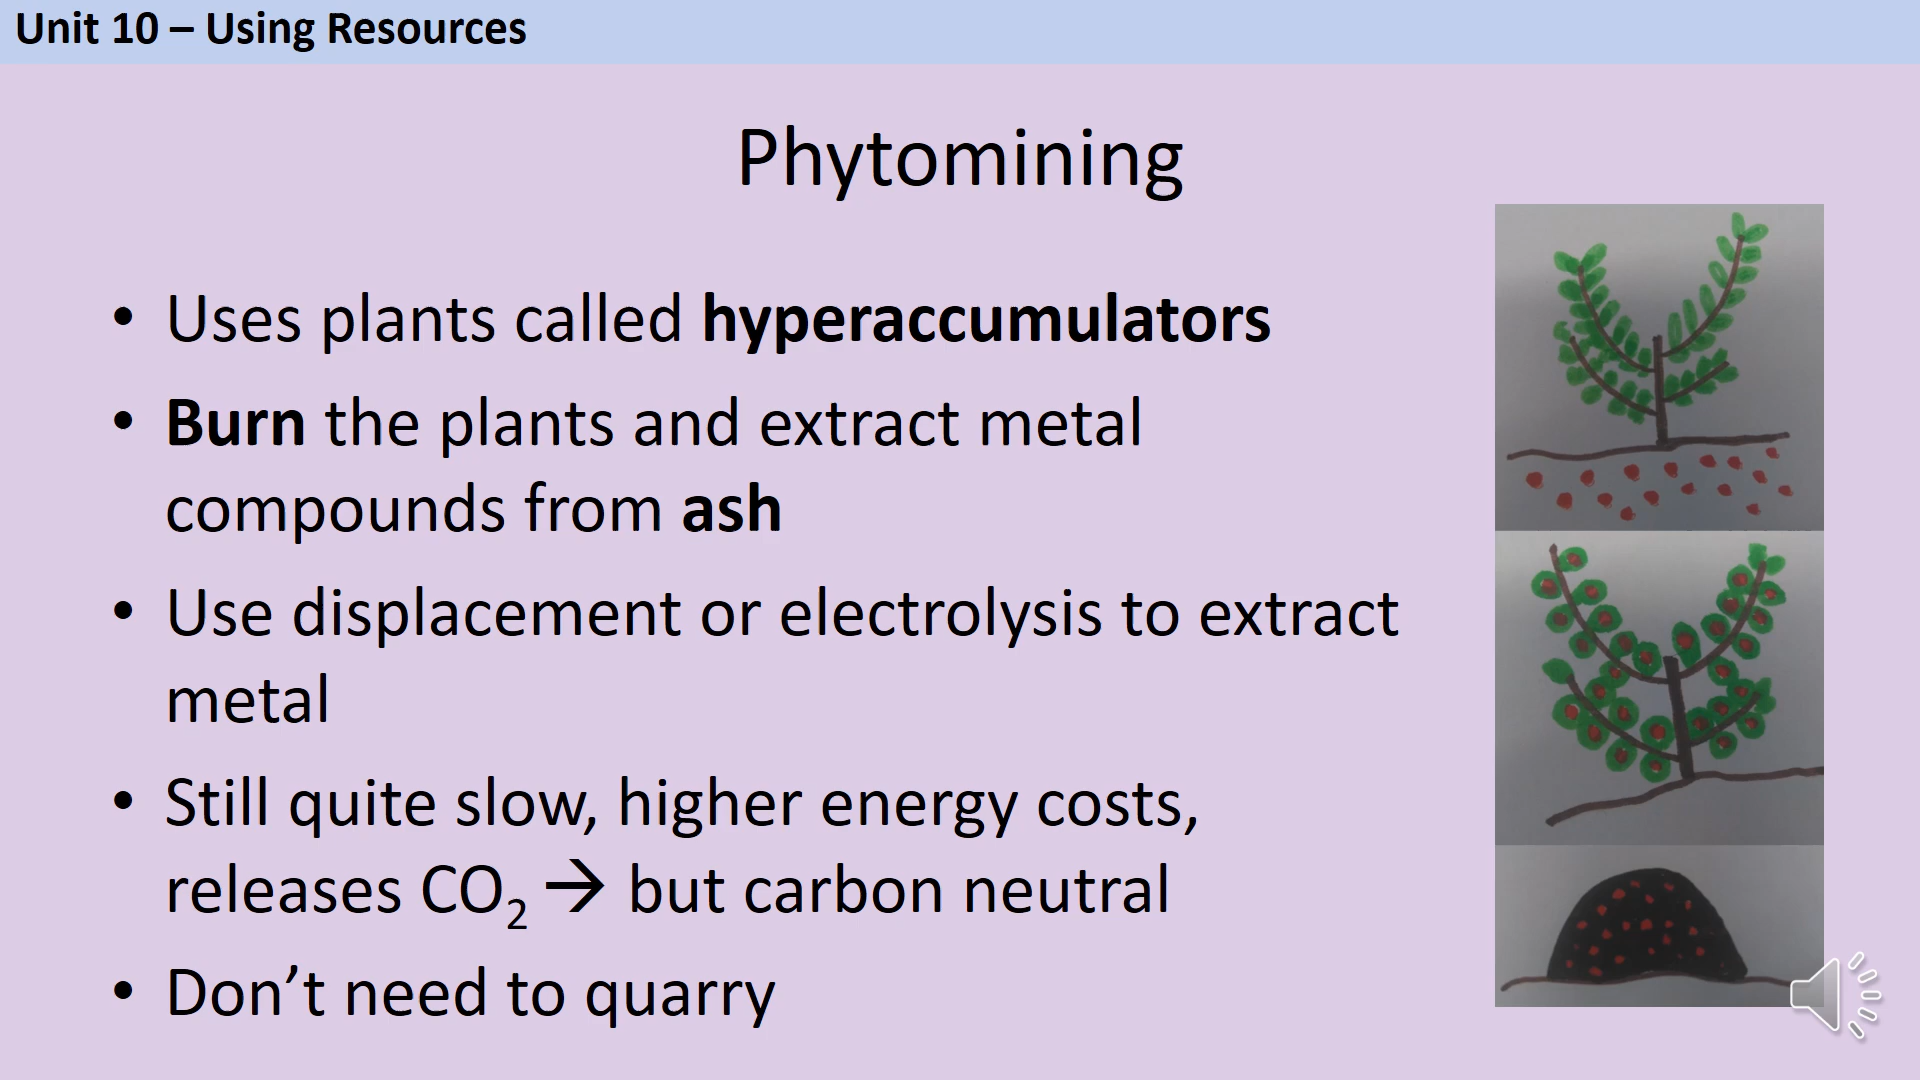 Unit 10 – Using Resources
Phytomining
• Uses plants called hyperaccumulators
• Burn the plants and extract metal
compounds from ash
• Use displacement or electrolysis to extract
metal
• Still quite slow, higher energy costs,
releases CO₂ → but carbon neutral
• Don’t need to quarry